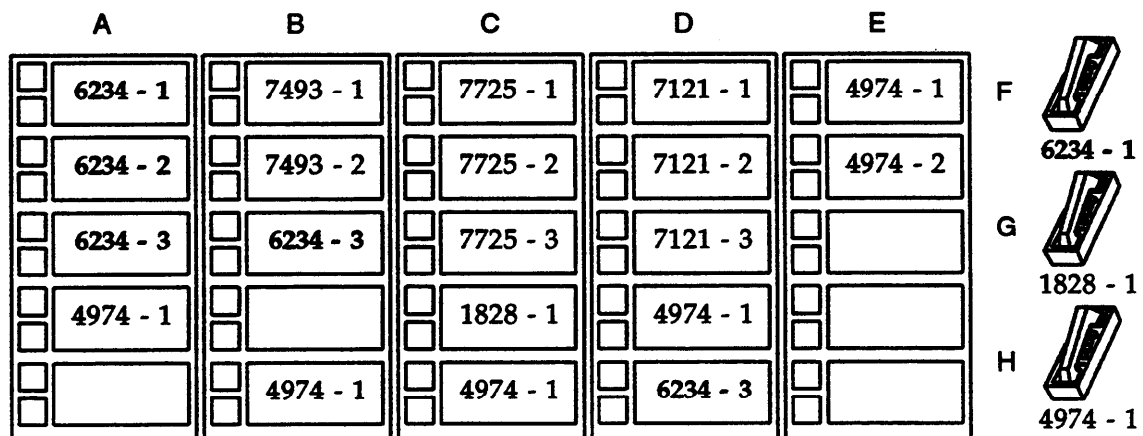 A B C D E
6234 - 1 7493 - 1 7725 - 1 7121 - 1 4974 - 1 F
6234 - 1
6234 - 2 7493 - 2 7725 - 2 7121 - 2 4974 - 2
6234 - 3 6234 - 3 7725 - 3 7121 - 3 G
1828 - 1
4974 - 1 1828 - 1 4974 - 1
4974 - 1 4974 - 1 6234 - 3 H
4974 - 1